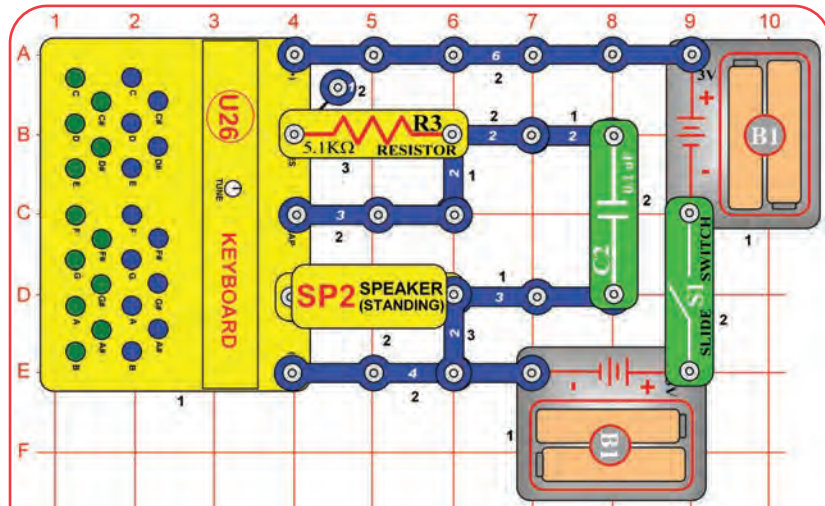 1 2 3 4 5 6 7 8 9 10
A
B
C
D
E
F
U26
TUNE
KEYBOARD
C
C#
D
D#
E
F
F#
G
G#
A
A#
B
C
C#
D
D#
E
F
F#
G
G#
A
A#
B
1
6
2
2
R3
5.1KΩ
RESISTOR
3
2
2
1
2
2
1
3
2
SP2 SPEAKER
(STANDING)
2
1
3
2
3
4
2
C2
0.1uF
2
3V
+
-
B1
1
S1
SLIDE SWITCH
2
- +
B1
1